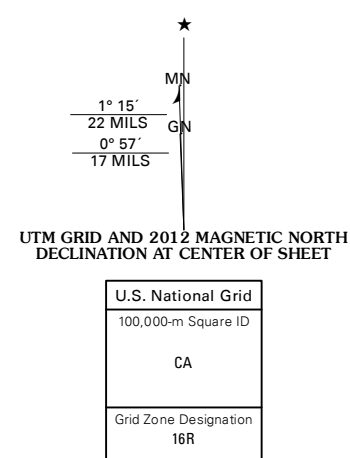 ★
MN
1° 15´
22 MILS
GN
0° 57´
17 MILS
UTM GRID AND 2012 MAGNETIC NORTH
DECLINATION AT CENTER OF SHEET
U.S. National Grid
100,000-m Square ID
CA
Grid Zone Designation
16R